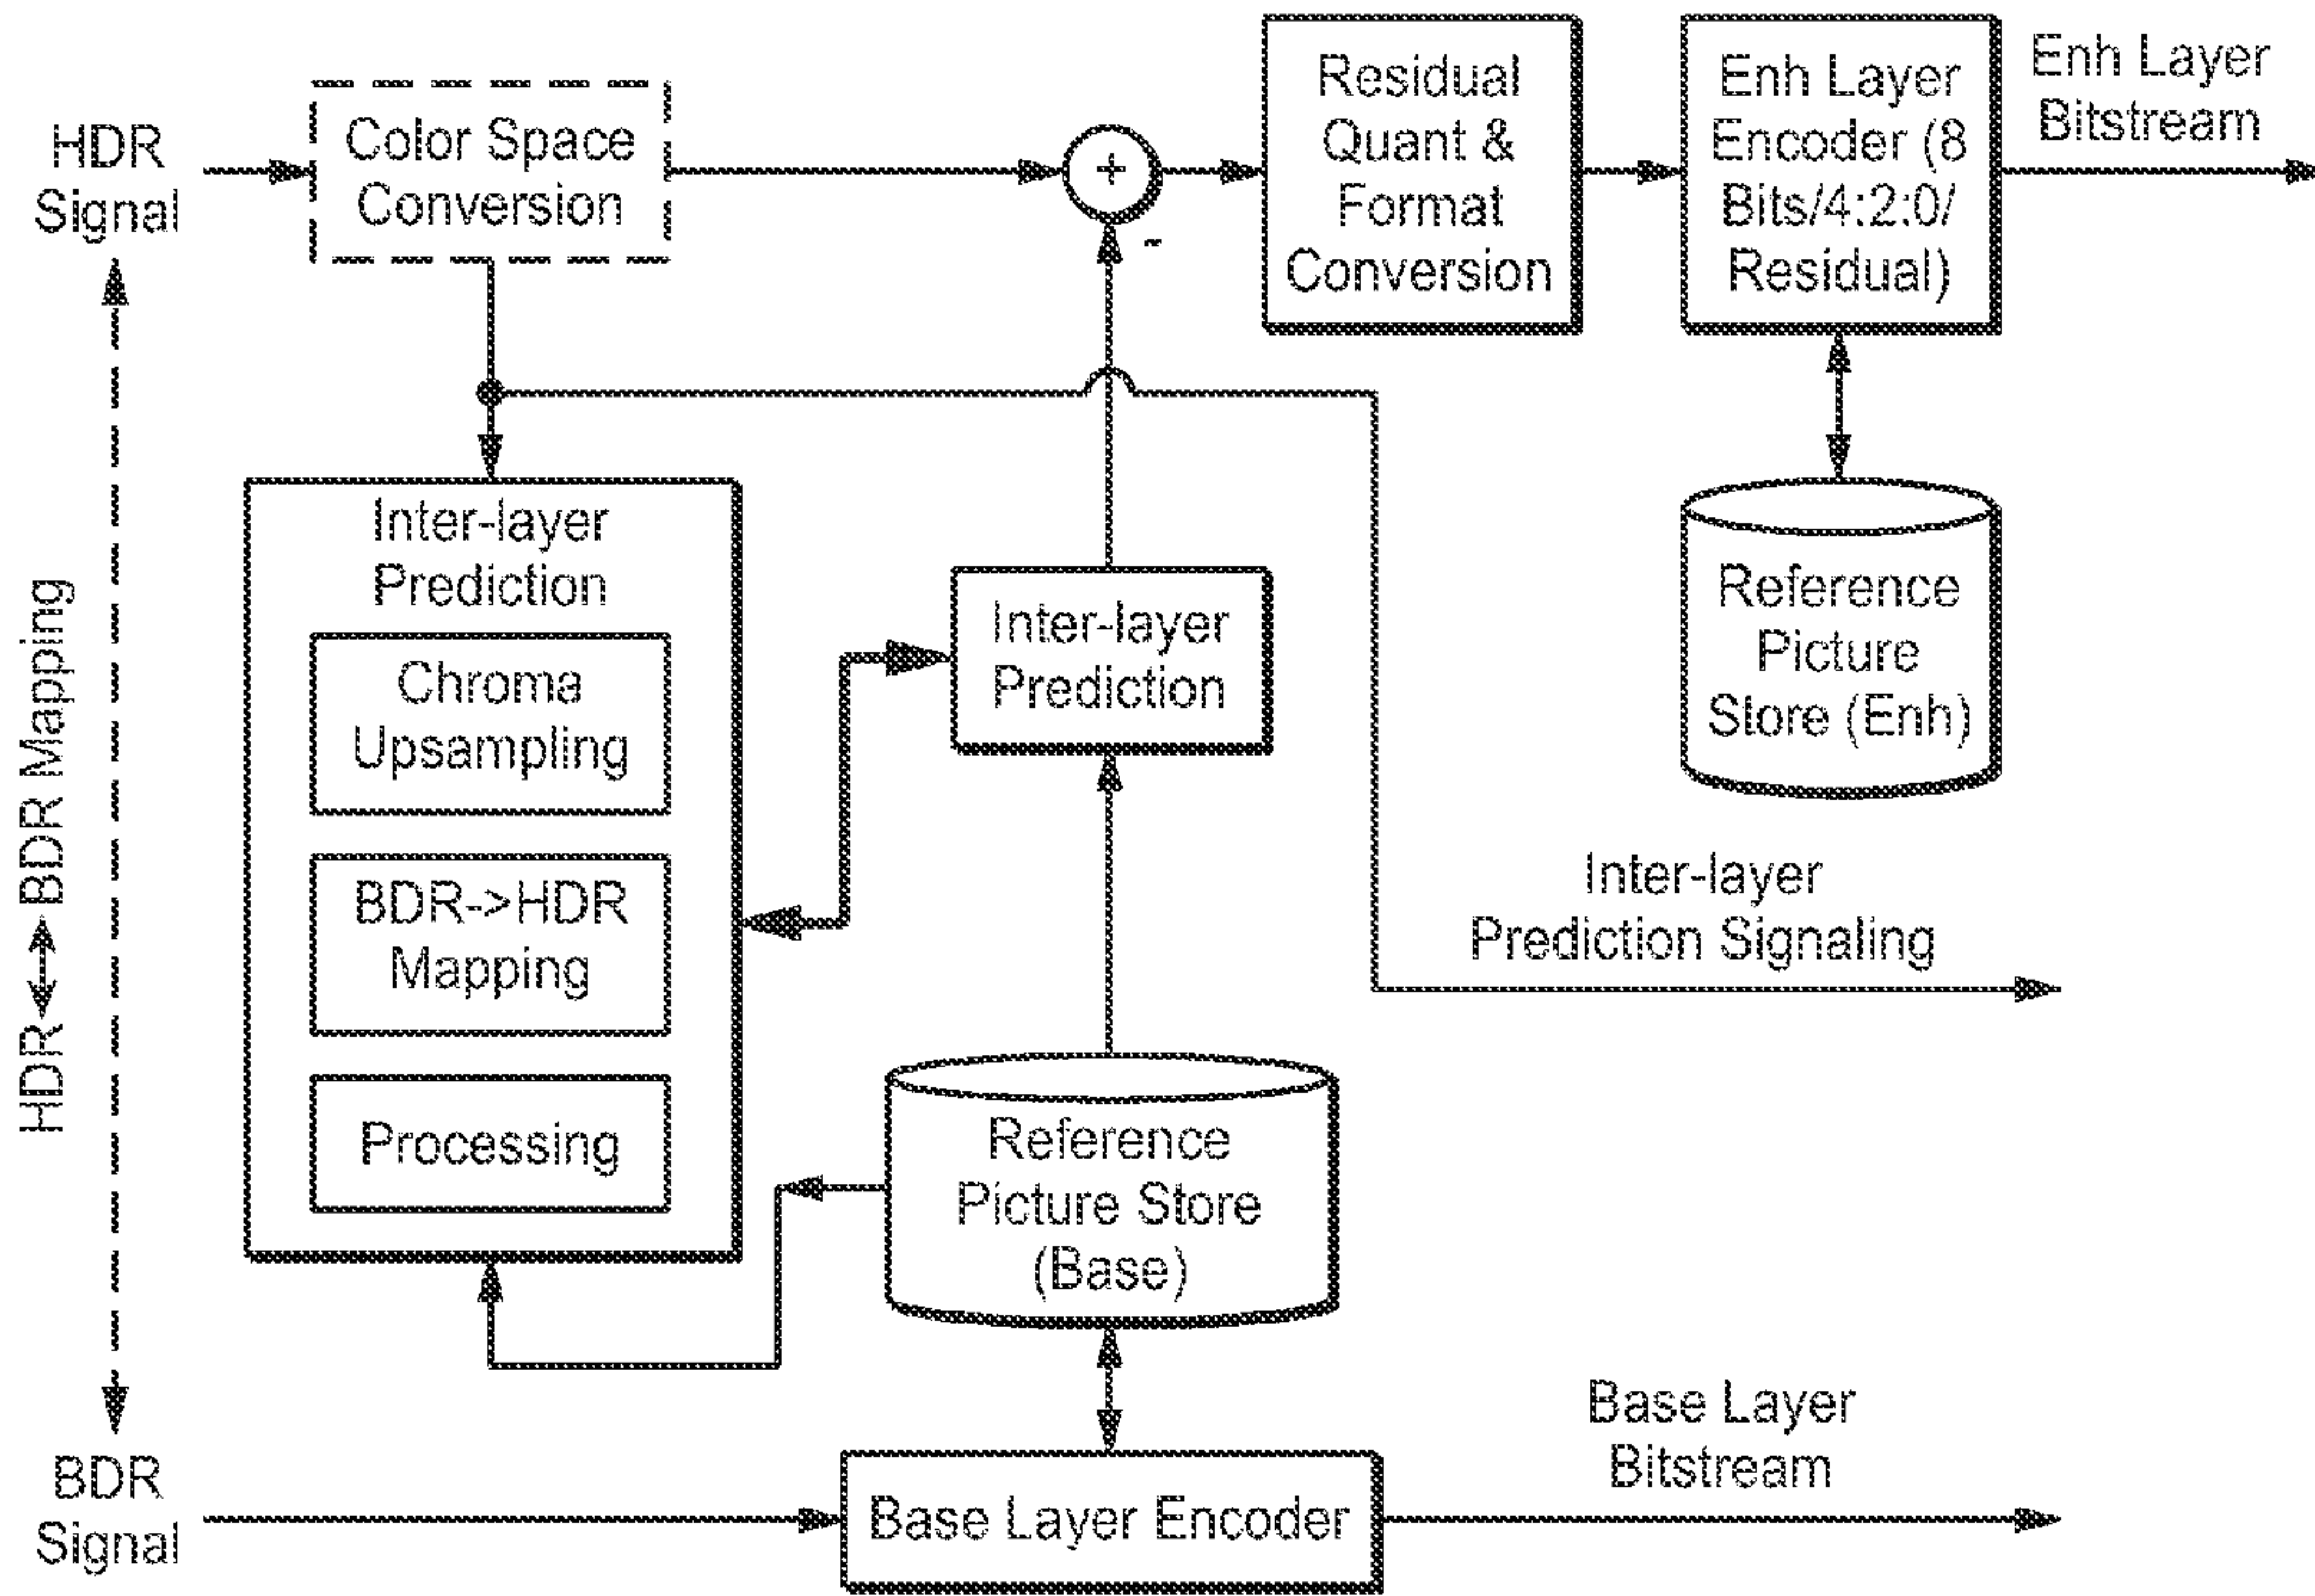 HDR
Signal
Color Space
Conversion
+
-
Residual
Quant &
Format
Conversion
Enh Layer
Encoder (8
Bits/4:2:0/
Residual)
Enh Layer
Bitstream
HDR↔BDR Mapping
Inter-layer
Prediction
Chroma
Upsampling
BDR->HDR
Mapping
Processing
Inter-layer
Prediction
Reference
Picture
Store (Enh)
Inter-layer
Prediction Signaling
Reference
Picture Store
(Base)
BDR
Signal
Base Layer Encoder
Base Layer
Bitstream